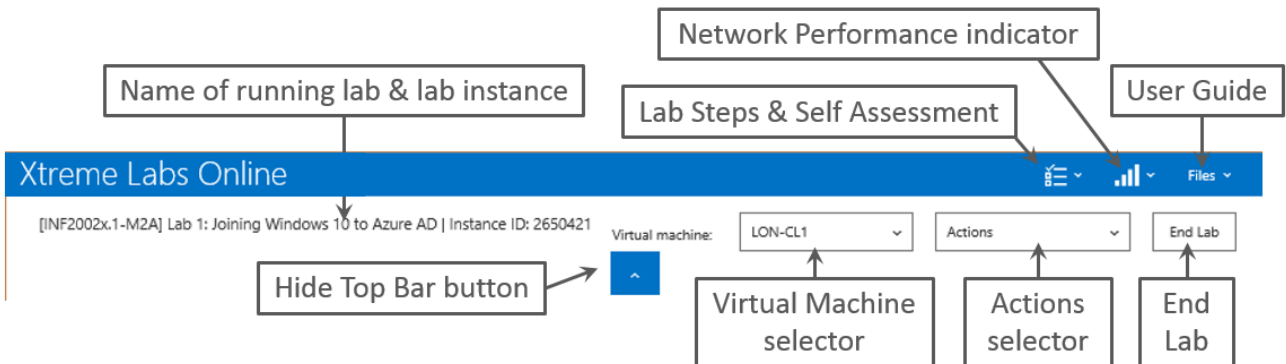 Network Performance indicator
Name of running lab & lab instance
User Guide
Lab Steps & Self Assessment
Xtreme Labs Online
Files
[INF2002x.1-M2A] Lab 1: Joining Windows 10 to Azure AD | Instance ID: 2650421
Virtual machine:
LON-CL1
Actions
End Lab
Hide Top Bar button
Virtual Machine
selector
Actions
selector
End
Lab